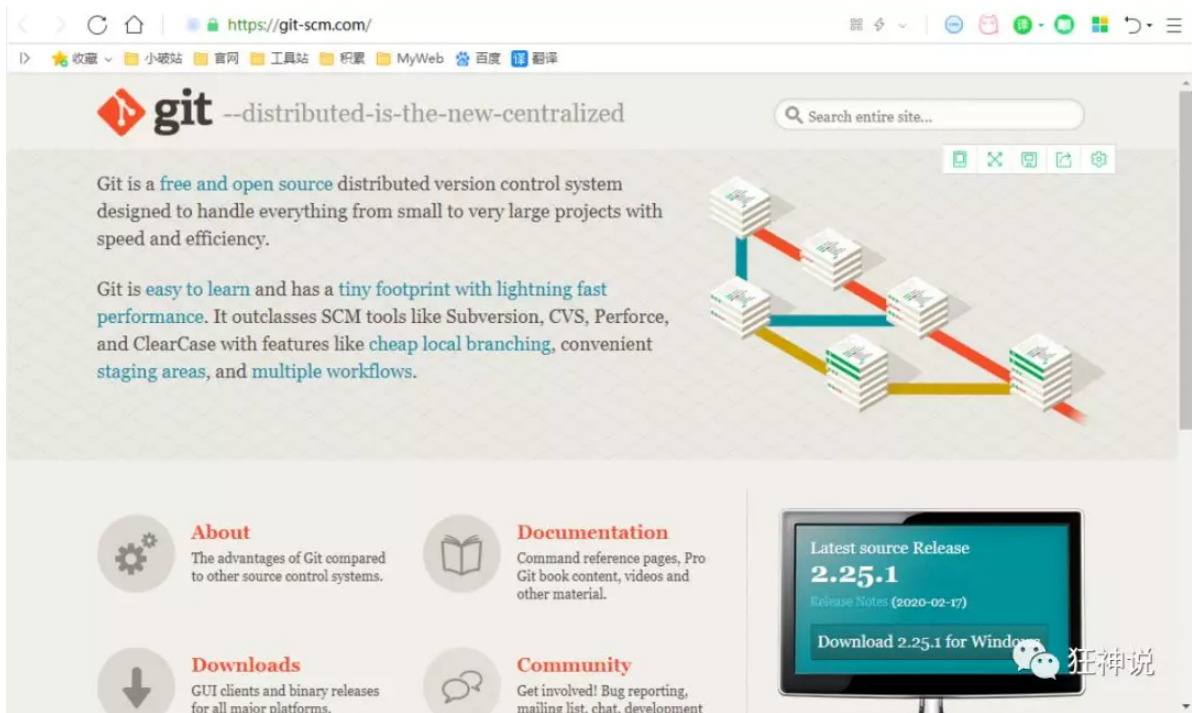 https://git-scm.com/
收藏 小破站 官网 工具站 积累 MyWeb 百度 译 翻译
git --distributed-is-the-new-centralized
Search entire site...
Git is a free and open source distributed version control system
designed to handle everything from small to very large projects with
speed and efficiency.
Git is easy to learn and has a tiny footprint with lightning fast
performance. It outclasses SCM tools like Subversion, CVS, Perforce,
and ClearCase with features like cheap local branching, convenient
staging areas, and multiple workflows.
About
The advantages of Git compared
to other source control systems.
Documentation
Command reference pages, Pro
Git book content, videos and
other material.
Downloads
GUI clients and binary releases
for all major platforms.
Community
Get involved! Bug reporting,
mailing list, chat, development
Latest source Release
2.25.1
Release Notes (2020-02-17)
Download 2.25.1 for Windows
狂神说